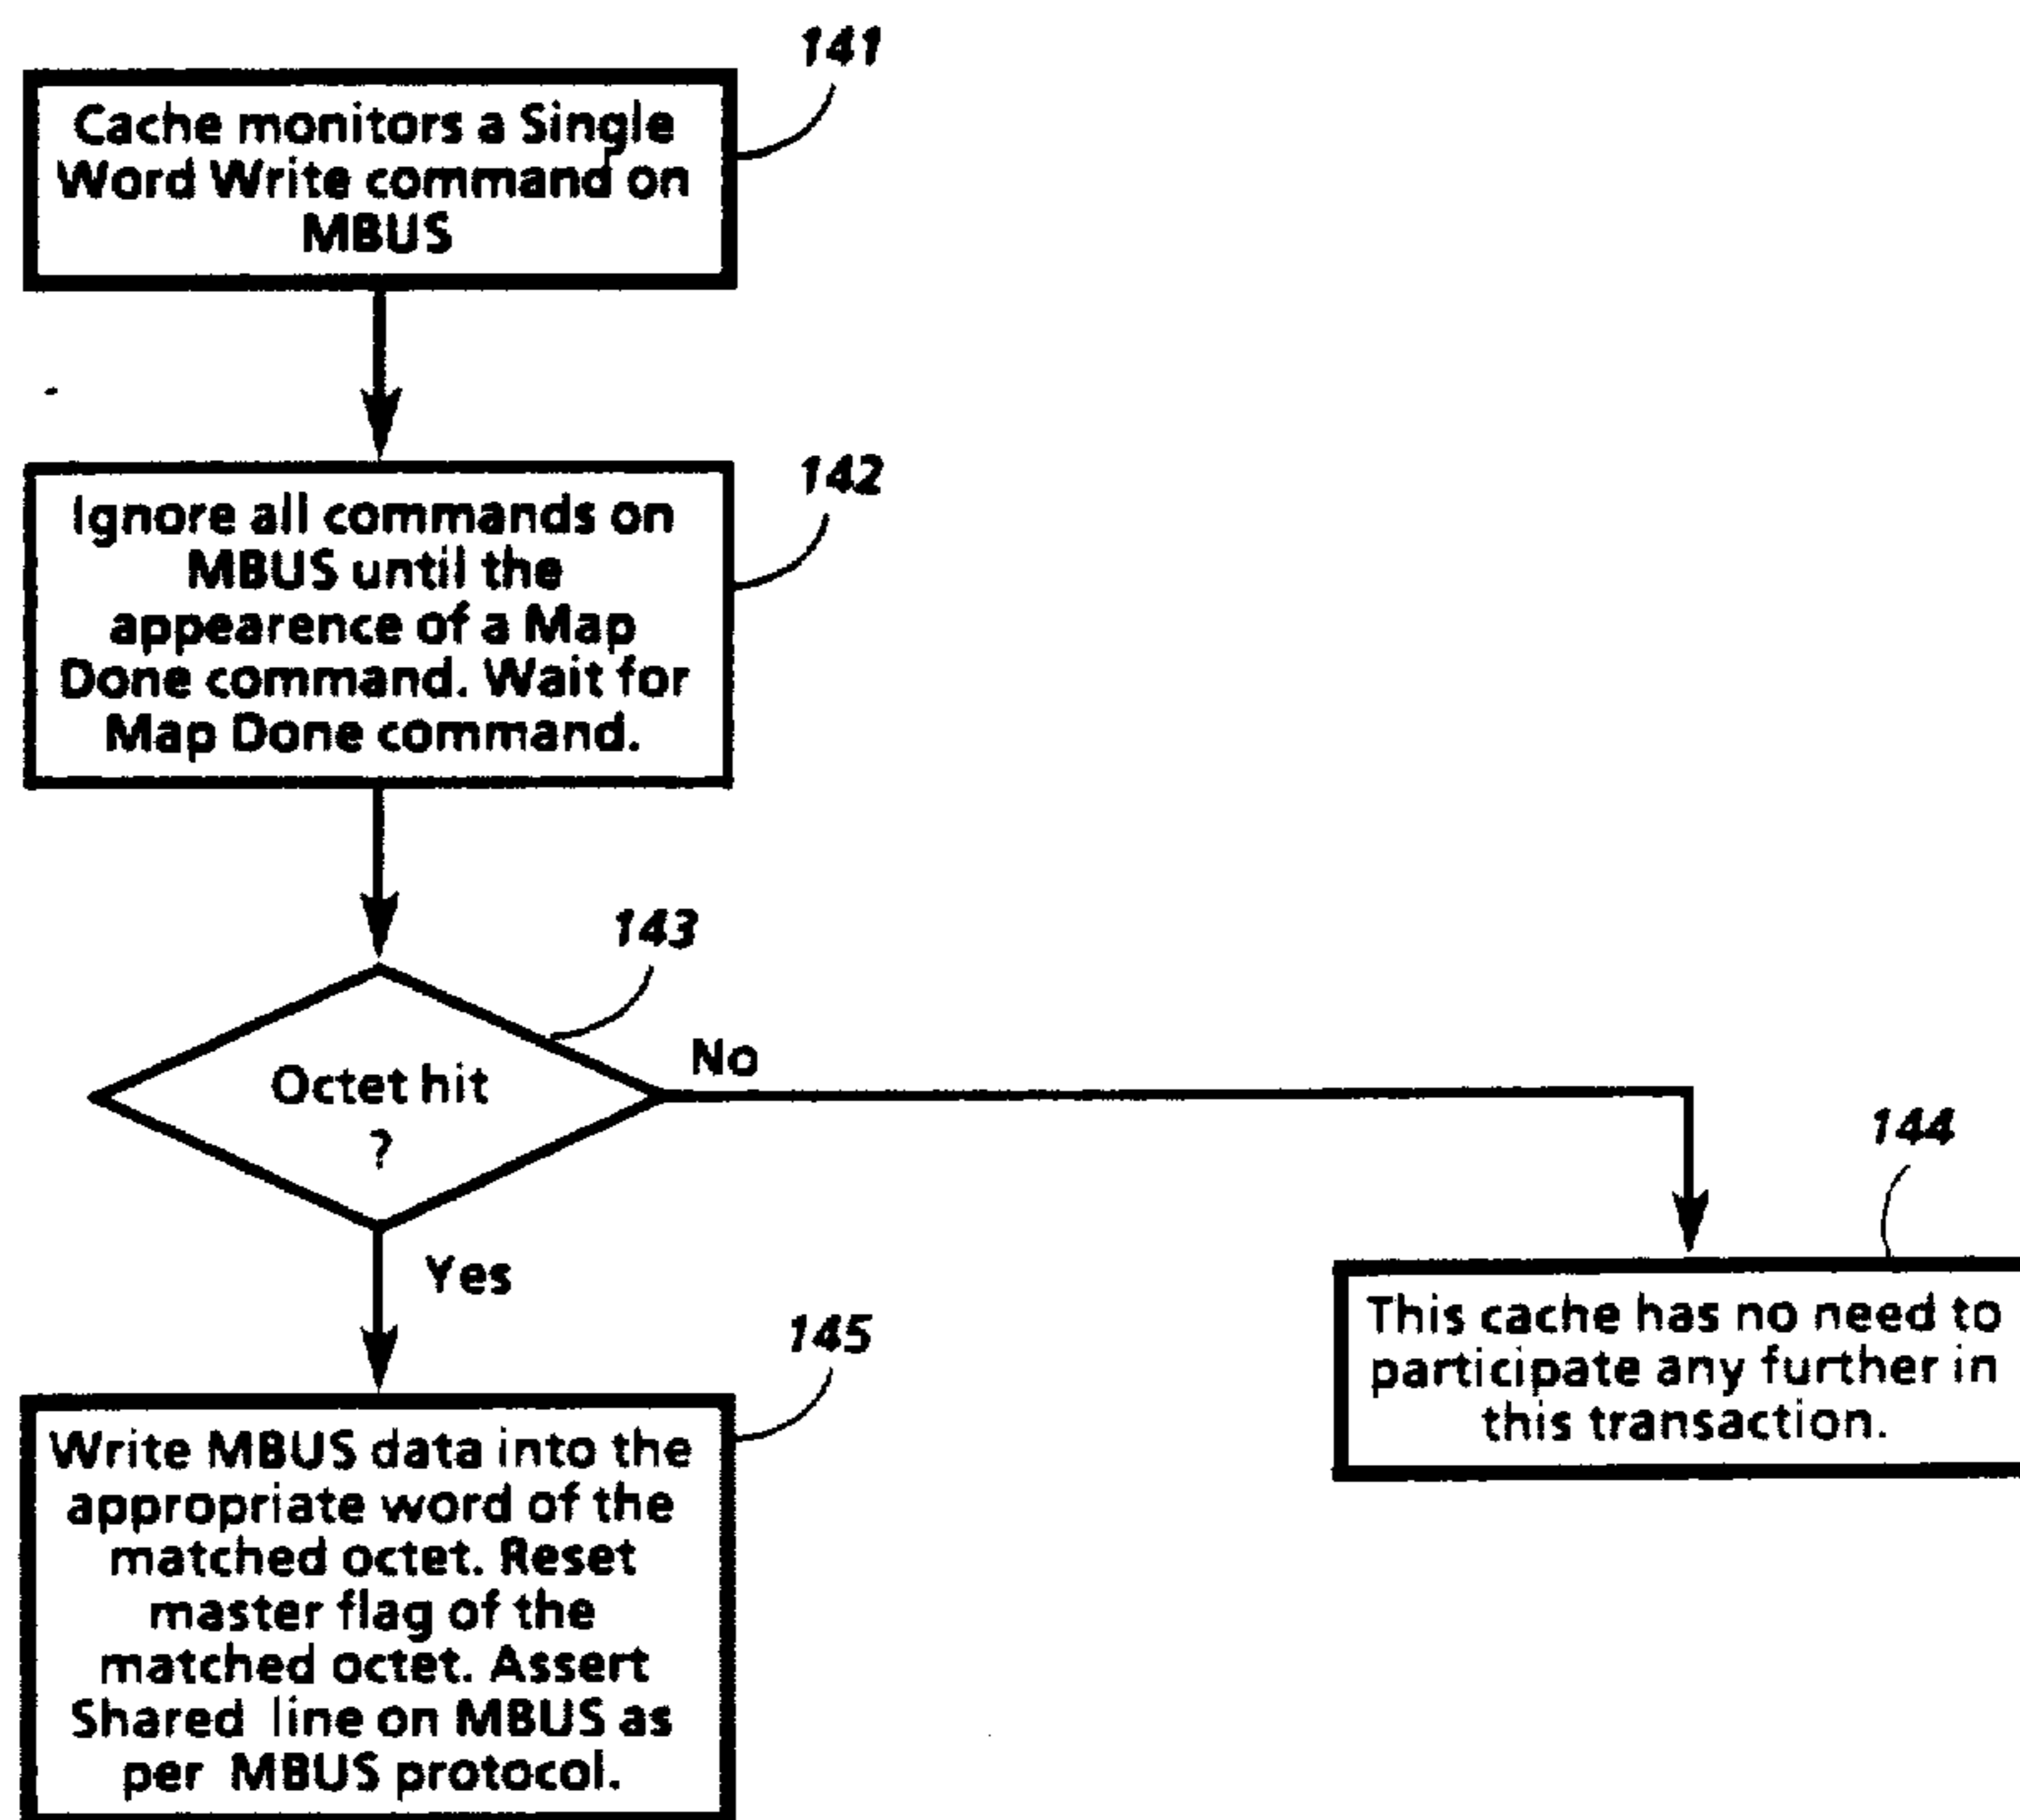 141
Cache monitors a Single
Word Write command on
MBUS
142
Ignore all commands on
MBUS until the
appearence of a Map
Done command. Wait for
Map Done command.
143
Octet hit
?
No
Yes
144
This cache has no need to
participate any further in
this transaction.
145
Write MBUS data into the
appropriate word of the
matched octet. Reset
master flag of the
matched octet. Assert
Shared line on MBUS as
per MBUS protocol.